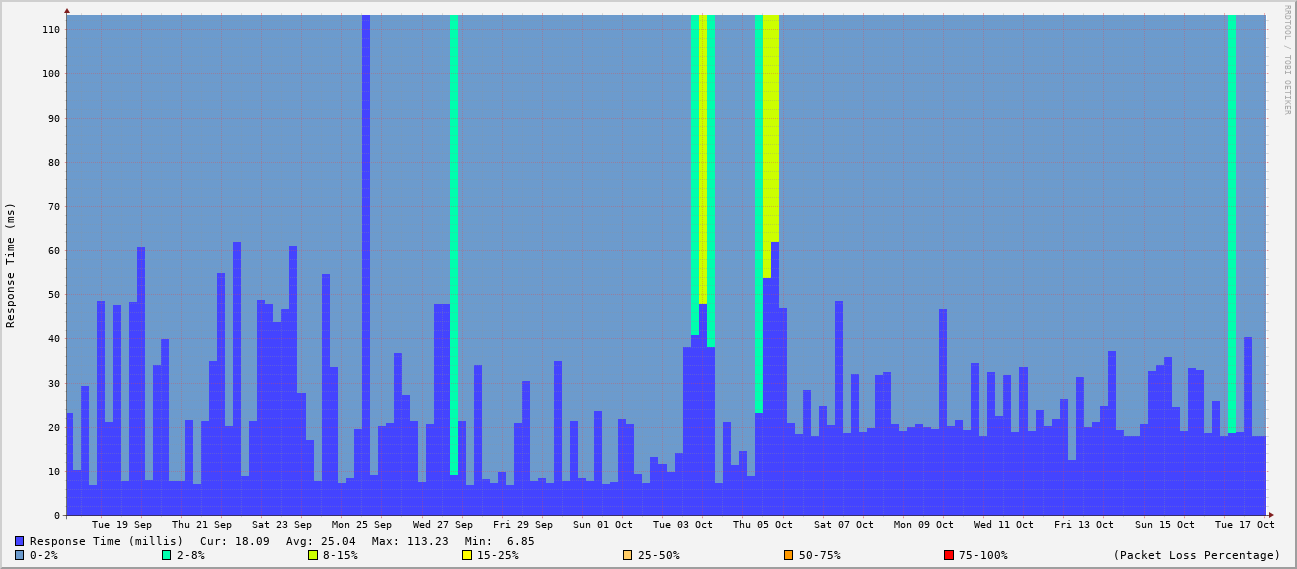 RRDTOOL / TOBI OETIKER
Response Time (ms)
110
100
90
80
70
60
50
40
30
20
10
0
Tue 19 Sep Thu 21 Sep Sat 23 Sep Mon 25 Sep Wed 27 Sep Fri 29 Sep Sun 01 Oct Tue 03 Oct Thu 05 Oct Sat 07 Oct Mon 09 Oct Wed 11 Oct Fri 13 Oct Sun 15 Oct Tue 17 Oct
Response Time (millis) Cur: 18.09 Avg: 25.04 Max: 113.23 Min: 6.85
0-2% 2-8% 8-15% 15-25% 25-50% 50-75% 75-100% (Packet Loss Percentage)